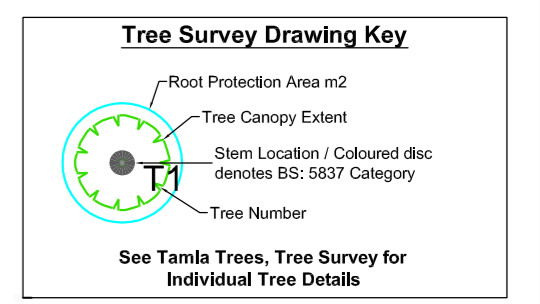 Tree Survey Drawing Key
Root Protection Area m2
Tree Canopy Extent
Stem Location / Coloured disc
denotes BS: 5837 Category
T1
Tree Number
See Tamla Trees, Tree Survey for
Individual Tree Details